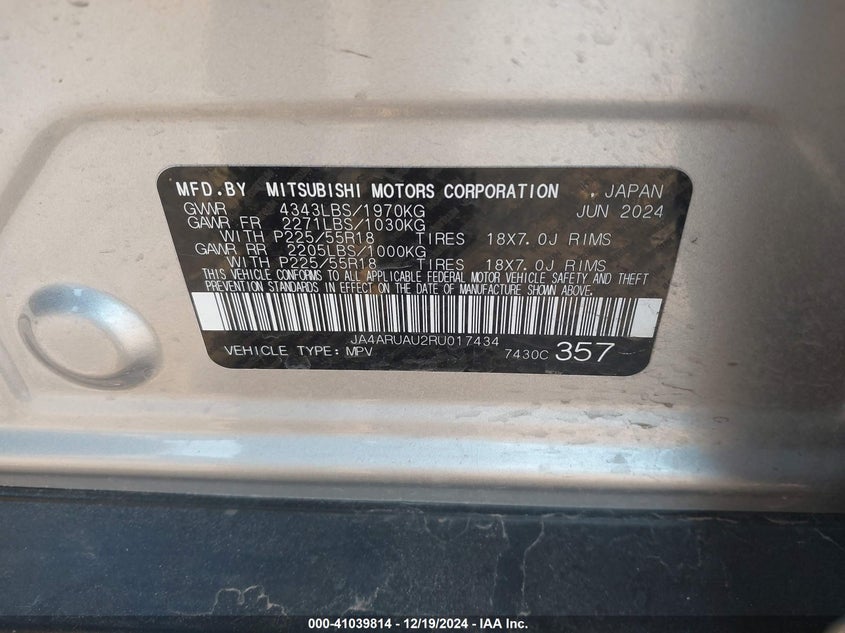 MFD.BY MITSUBISHI MOTORS CORPORATION , JAPAN
GVWR 4343LBS/1970KG JUN 2024
GAWR FR 2271LBS/1030KG
WITH P225/55R18 TIRES 18X7.0J RIMS
GAWR RR 2205LBS/1000KG
WITH P225/55R18 TIRES 18X7.0J RIMS
THIS VEHICLE CONFORMS TO ALL APPLICABLE FEDERAL MOTOR VEHICLE SAFETY AND THEFT
PREVENTION STANDARDS IN EFFECT ON THE DATE OF MANUFACTURE SHOWN ABOVE.
JA4ARUAU2RU017434
VEHICLE TYPE: MPV 7430C 357
000-41039814 - 12/19/2024 - IAA Inc.